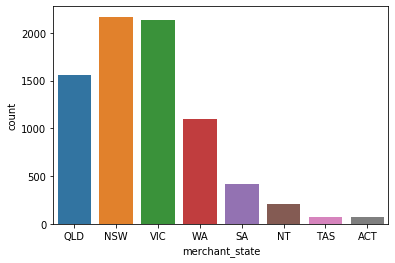 2000
1500
1000
500
0
count
QLD NSW VIC WA SA NT TAS ACT
merchant_state